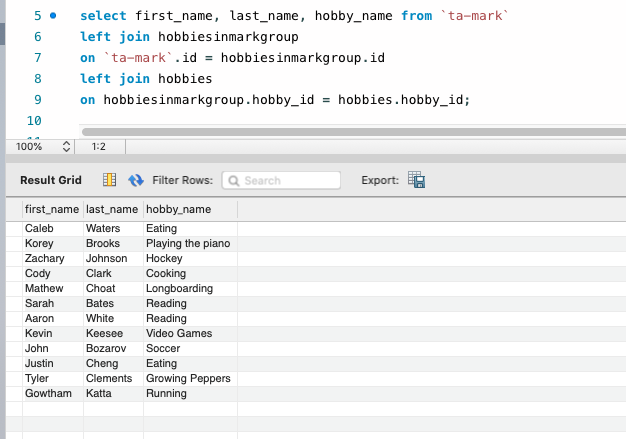 5 select first_name, last_name, hobby_name from `ta-mark`
6 left join hobbiesinmarkgroup
7 on `ta-mark`.id = hobbiesinmarkgroup.id
8 left join hobbies
9 on hobbiesinmarkgroup.hobby_id = hobbies.hobby_id;
10
100% 1:2
Result Grid Filter Rows: Search Export:
first_name last_name hobby_name
Caleb Waters Eating
Korey Brooks Playing the piano
Zachary Johnson Hockey
Cody Clark Cooking
Mathew Choat Longboarding
Sarah Bates Reading
Aaron White Reading
Kevin Keesee Video Games
John Bozarov Soccer
Justin Cheng Eating
Tyler Clements Growing Peppers
Gowtham Katta Running